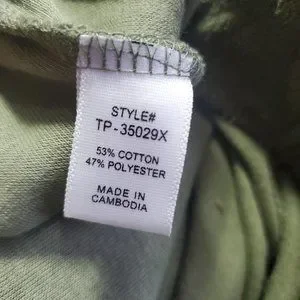 STYLE#
TP-35029X
53% COTTON
47% POLYESTER
MADE IN
CAMBODIA